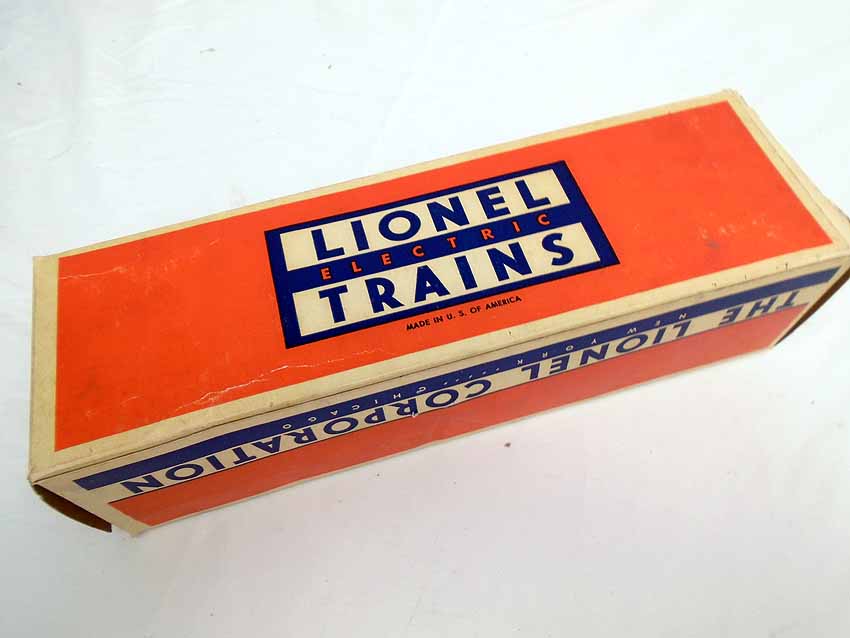 LIONEL
ELECTRIC
TRAINS
MADE IN U. S. OF AMERICA
THE LIONEL CORPORATION
NEW YORK ..... CHICAGO